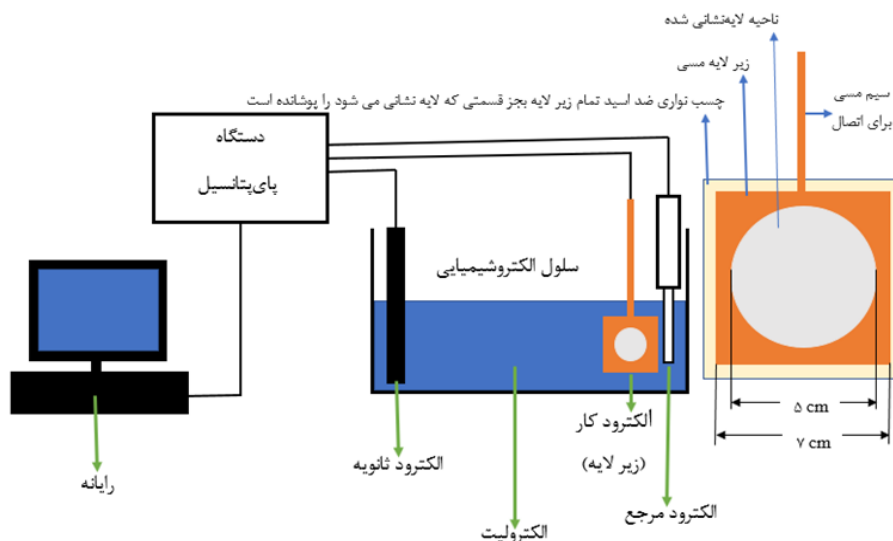 ناحیه لایه‌نشانی شده
زیر لایه مسی
سیم مسی
برای اتصال
چسب نواری ضد اسید تمام زیر لایه بجز قسمتی که لایه نشانی می شود را پوشانده است
دستگاه
پای‌پتانسیل
سلول الکتروشیمیایی
۵ cm
۷ cm
رایانه
الکترود ثانویه
الکترولیت
ألکترود کار
(زیر لایه)
الکترود مرجع